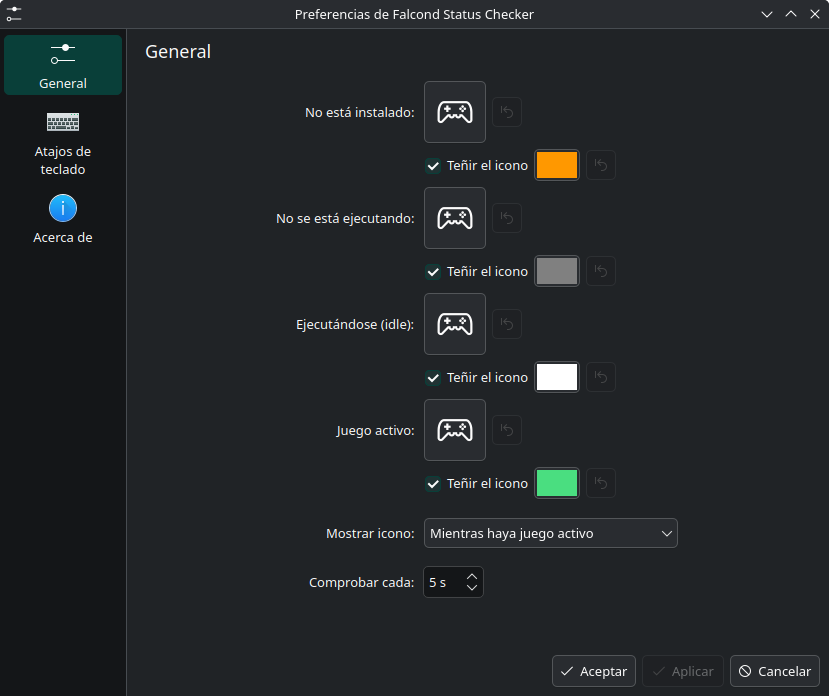 Preferencias de Falcond Status Checker
General
Atajos de
teclado
Acerca de
General
No está instalado:
Teñir el icono
No se está ejecutando:
Teñir el icono
Ejecutándose (idle):
Teñir el icono
Juego activo:
Teñir el icono
Mostrar icono: Mientras haya juego activo
Comprobar cada: 5 s
Aceptar Aplicar Cancelar